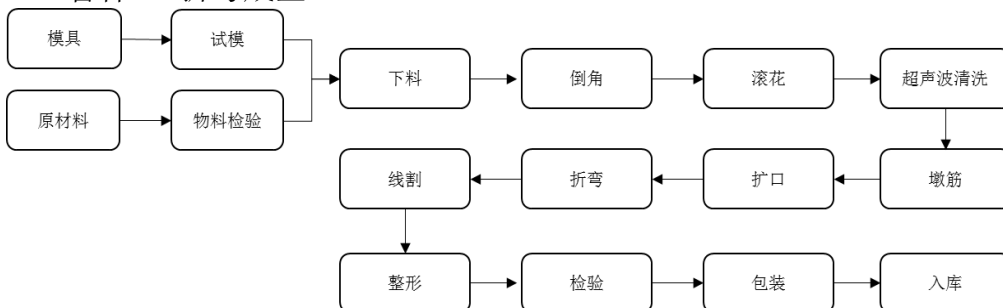 模具
试模
原材料
物料检验
下料
倒角
滚花
超声波清洗
墩筋
扩口
折弯
线割
整形
检验
包装
入库